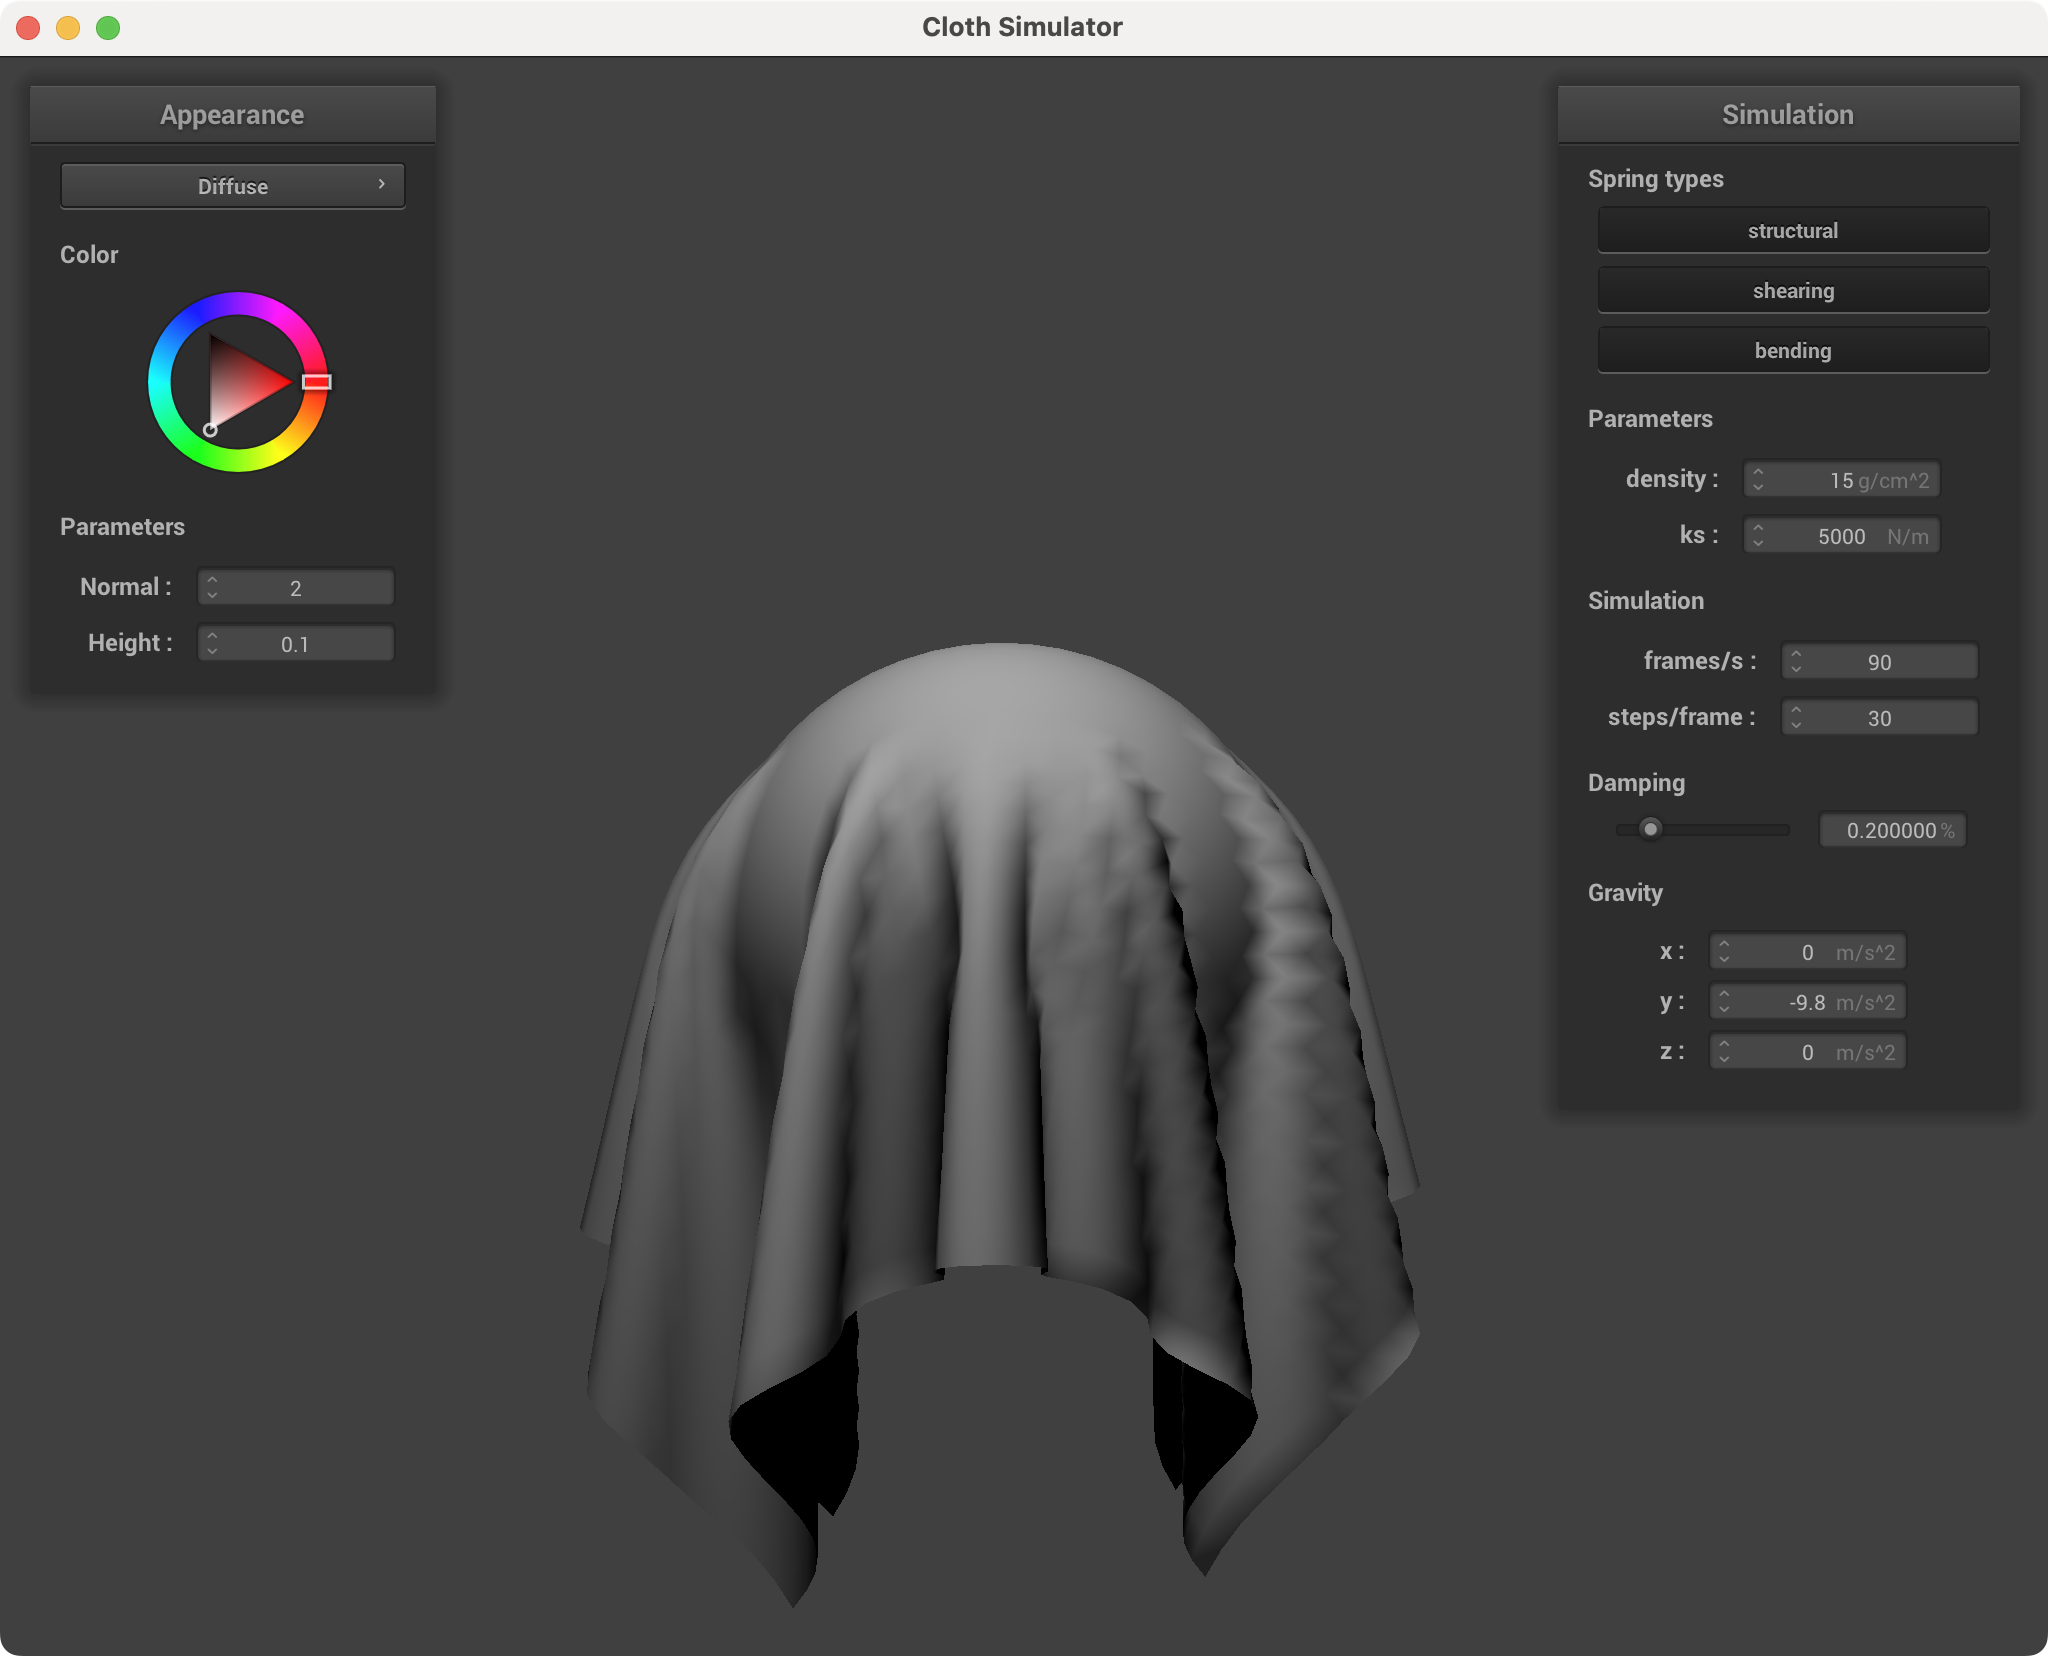 Cloth Simulator
Appearance
Diffuse
Color
Parameters
Normal : 2
Height : 0.1
Simulation
Spring types
structural
shearing
bending
Parameters
density : 15 g/cm^2
ks : 5000 N/m
Simulation
frames/s : 90
steps/frame : 30
Damping
0.200000 %
Gravity
x : 0 m/s^2
y : -9.8 m/s^2
z : 0 m/s^2